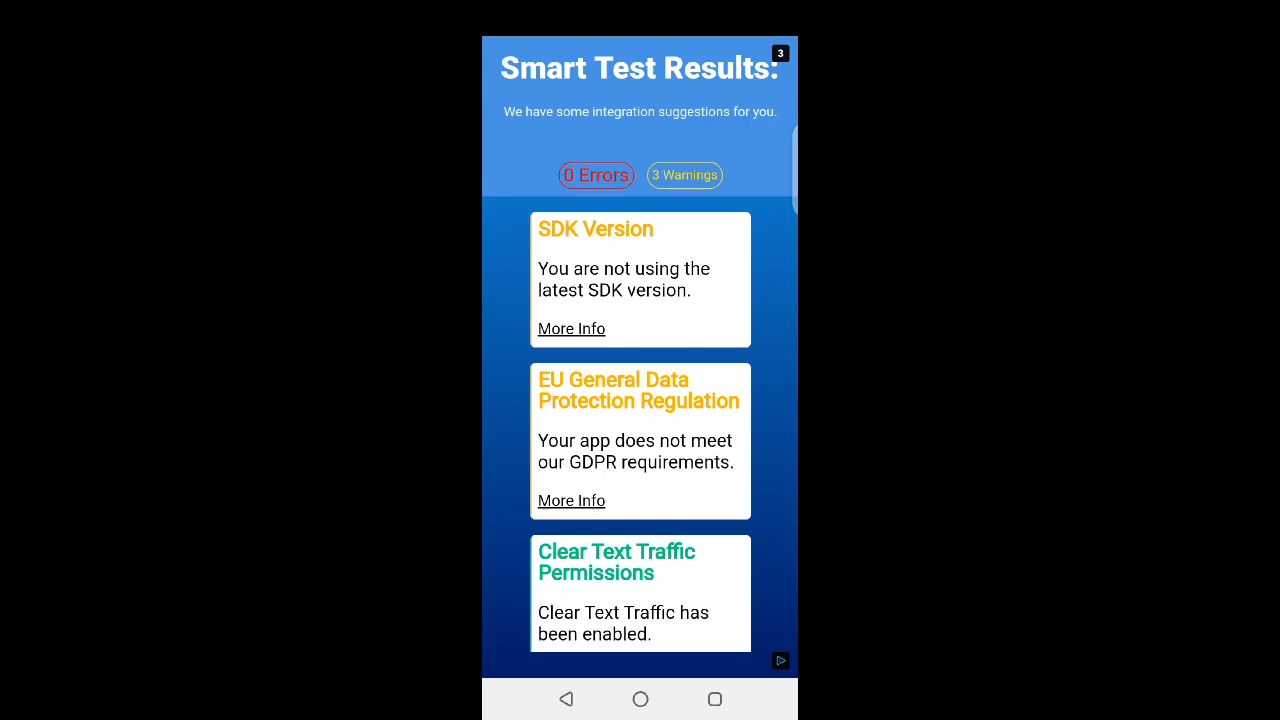 3
Smart Test Results:
We have some integration suggestions for you.
0 Errors
3 Warnings
SDK Version
You are not using the
latest SDK version.
More Info
EU General Data
Protection Regulation
Your app does not meet
our GDPR requirements.
More Info
Clear Text Traffic
Permissions
Clear Text Traffic has
been enabled.